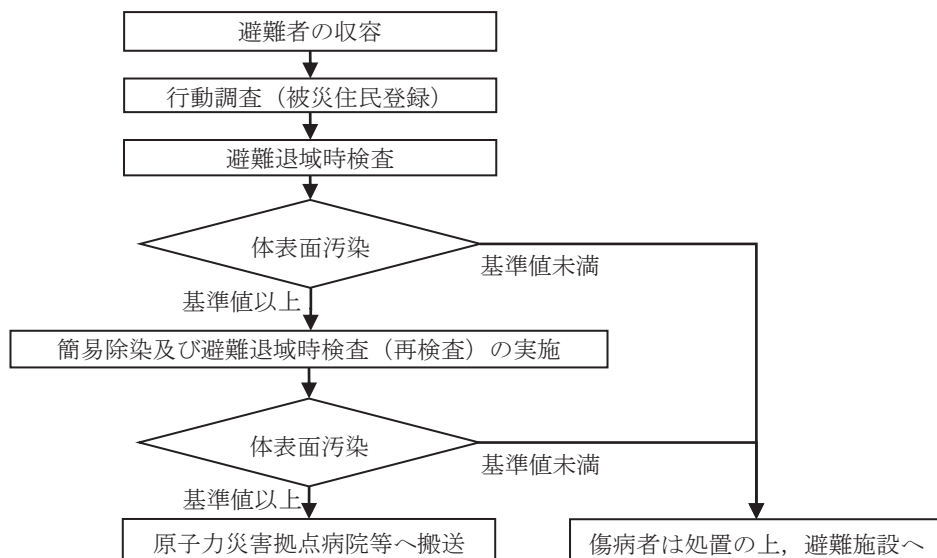 避難者の収容
行動調査（被災住民登録）
避難退域時検査
体表面汚染
基準値未満
基準値以上
簡易除染及び避難退域時検査（再検査）の実施
体表面汚染
基準値未満
基準値以上
原子力災害拠点病院等へ搬送
傷病者は処置の上，避難施設へ